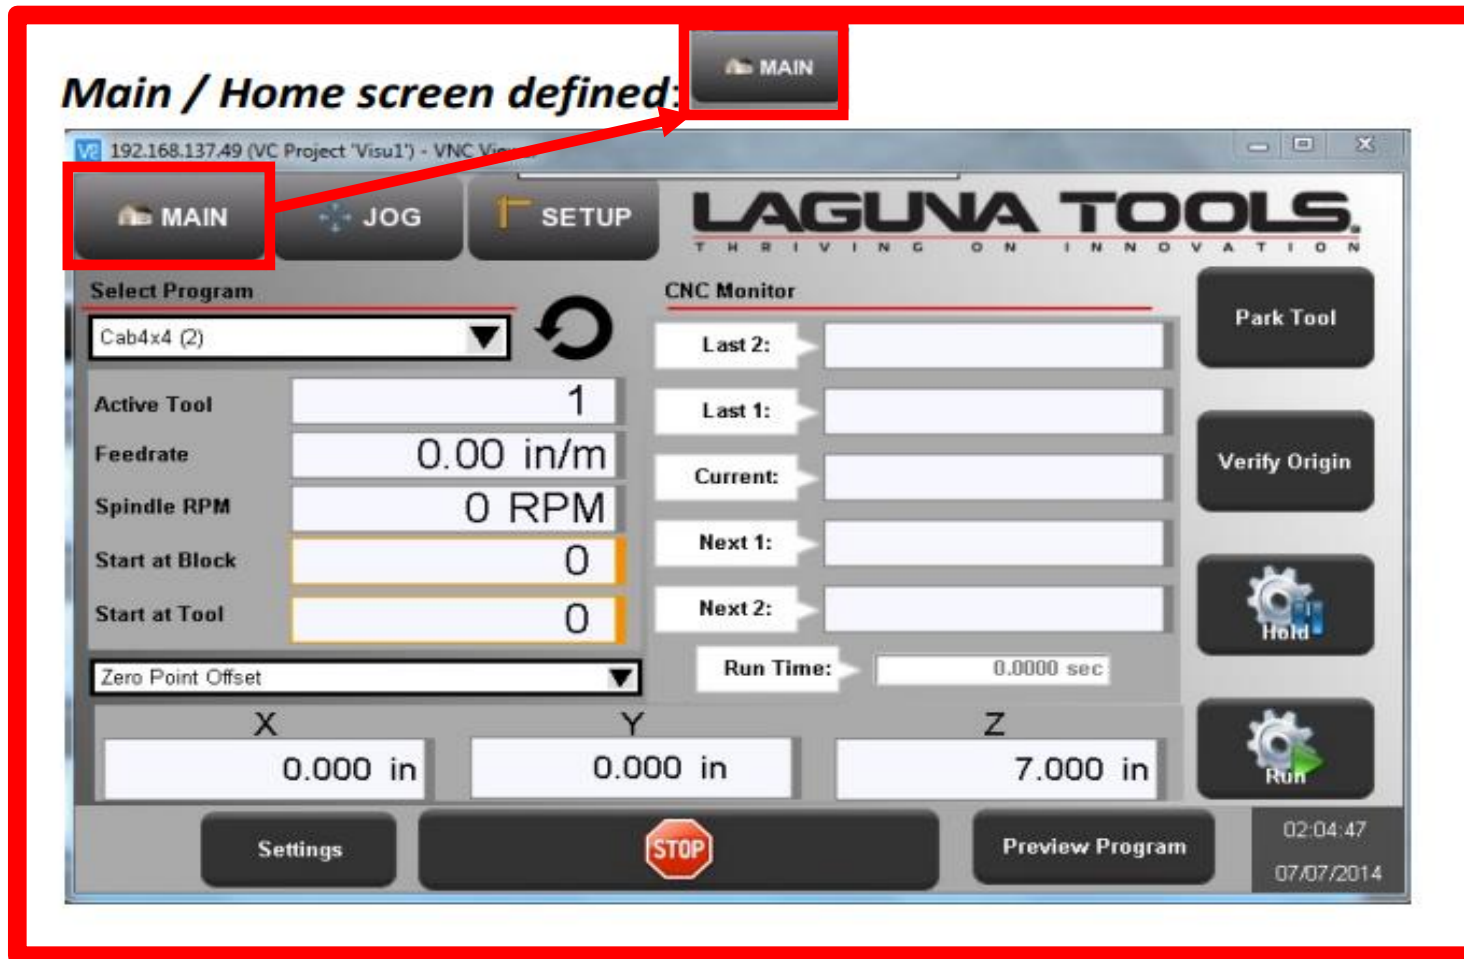 Main / Home screen defined:
MAIN
192.168.137.49 (VC Project 'Visu1') - VNC
MAIN
JOG
SETUP
LAGUNA TOOLS.
THRIVING ON INNOVATION
Select Program
CNC Monitor
Park Tool
Cab4x4 (2)
Last 2:
Active Tool
1
Last 1:
Feedrate
0.00 in/m
Verify Origin
Current:
Spindle RPM
0 RPM
Next 1:
Start at Block
0
Start at Tool
0
Next 2:
Hold
Zero Point Offset
Run Time:
0.0000 sec
X
Y
Z
0.000 in
0.000 in
7.000 in
Run
Settings
STOP
Preview Program
02:04:47
07/07/2014